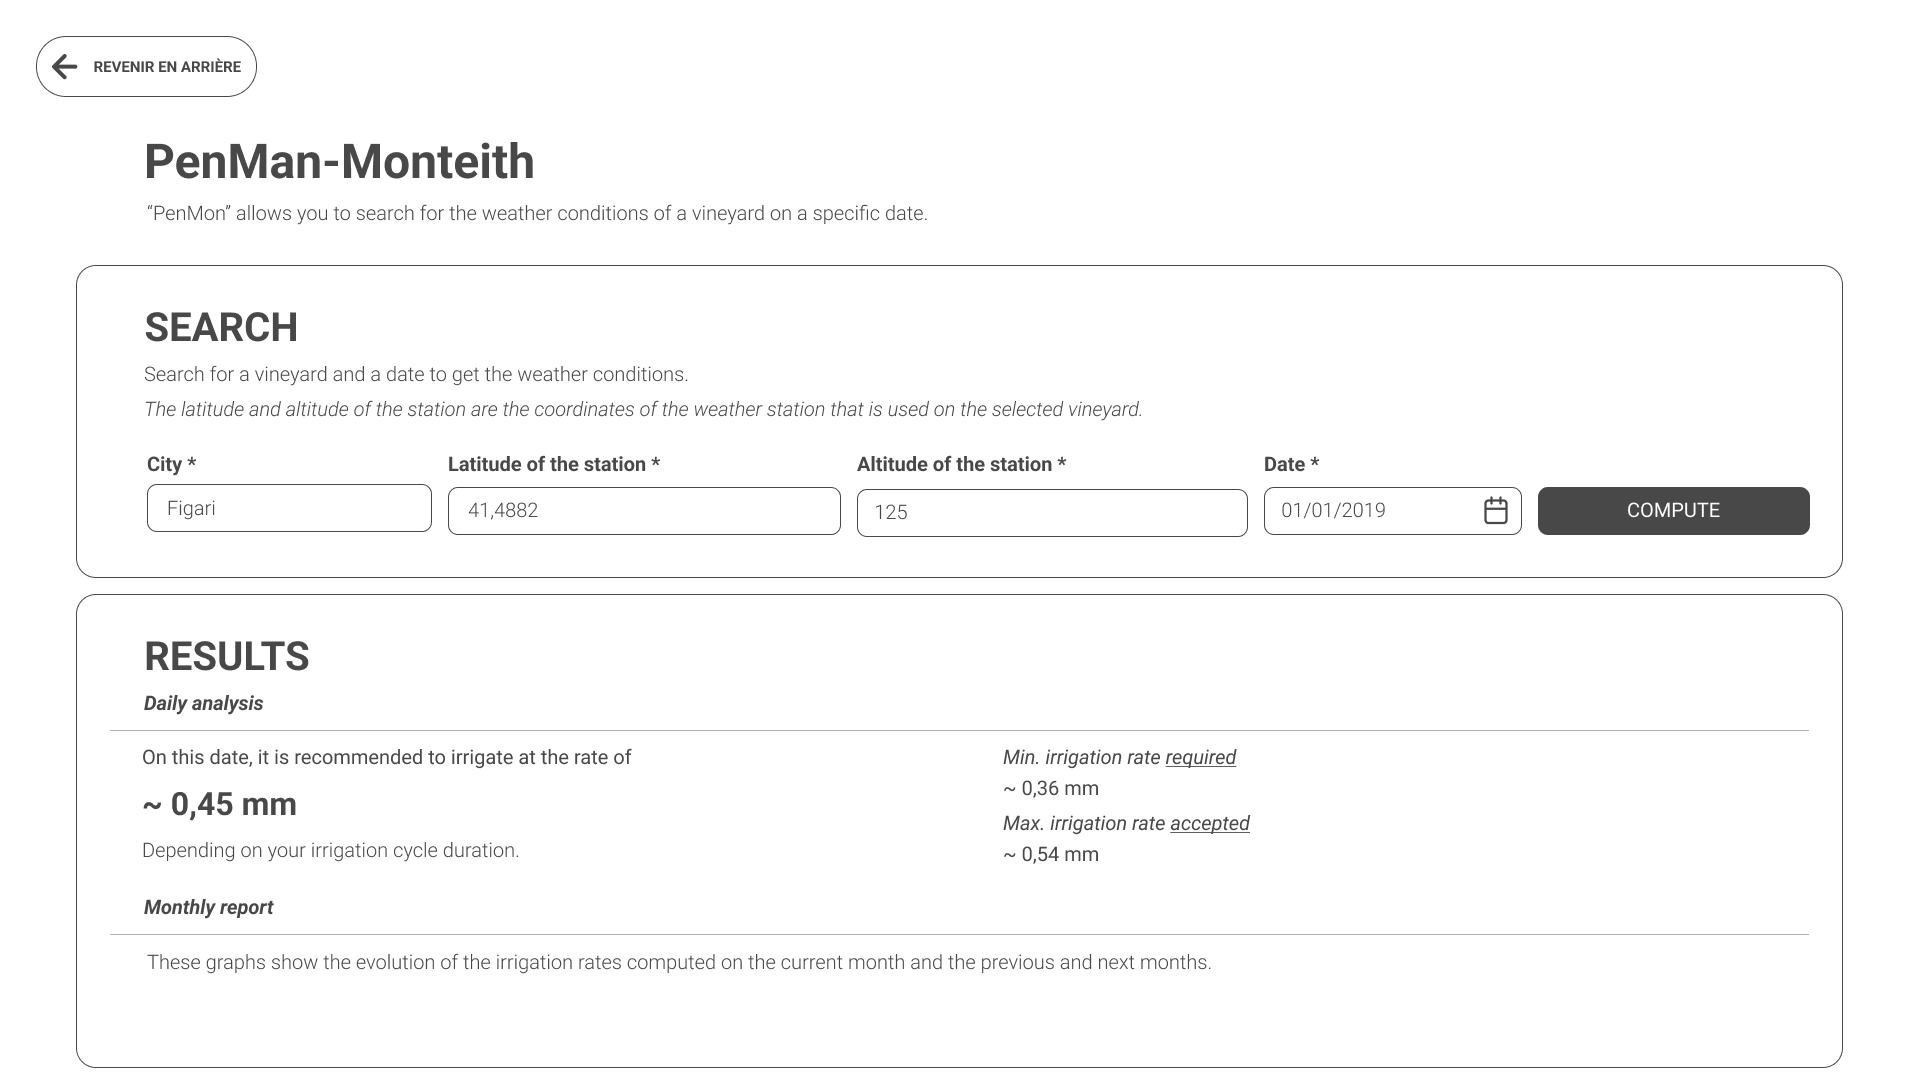 REVENIR EN ARRIÈRE
PenMan-Monteith
“PenMon” allows you to search for the weather conditions of a vineyard on a specific date.
SEARCH
Search for a vineyard and a date to get the weather conditions.
The latitude and altitude of the station are the coordinates of the weather station that is used on the selected vineyard.
City *
Latitude of the station *
Altitude of the station *
Date *
Figari
41,4882
125
01/01/2019
COMPUTE
RESULTS
Daily analysis
On this date, it is recommended to irrigate at the rate of
~ 0,45 mm
Depending on your irrigation cycle duration.
Min. irrigation rate required
~ 0,36 mm
Max. irrigation rate accepted
~ 0,54 mm
Monthly report
These graphs show the evolution of the irrigation rates computed on the current month and the previous and next months.